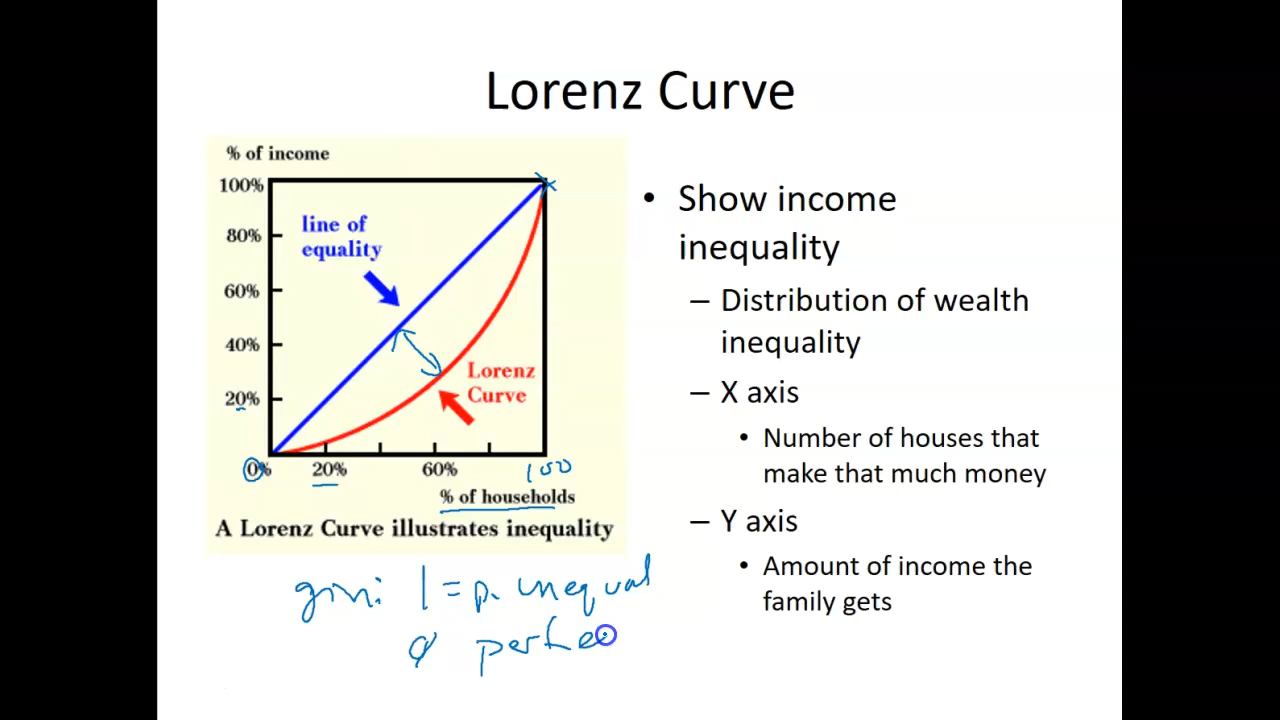 Lorenz Curve
% of income
100%
80%
60%
40%
20%
0%
20%
60%
100
% of households
line of
equality
Lorenz
Curve
A Lorenz Curve illustrates inequality
gini: 1 = p. inequal
0 perfe
• Show income
inequality
– Distribution of wealth
inequality
– X axis
• Number of houses that
make that much money
– Y axis
• Amount of income the
family gets